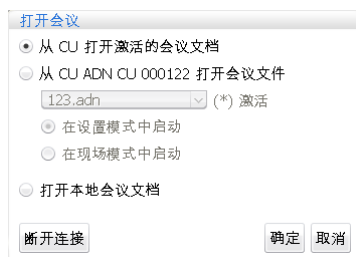 打开会议
从 CU 打开激活的会议文档
从 CU ADN CU 000122 打开会议文件
123.adn (*) 激活
在设置模式中启动
在现场模式中启动
打开本地会议文档
断开连接 确定 取消